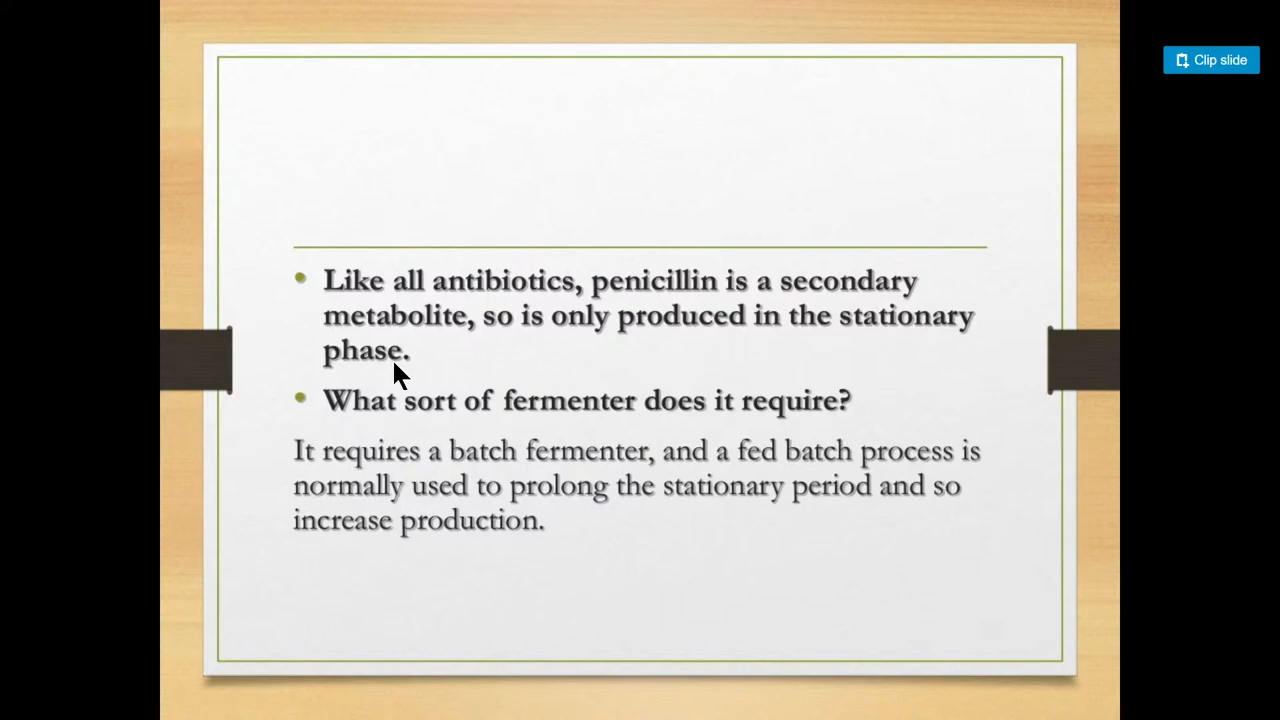 Clip slide
• Like all antibiotics, penicillin is a secondary
metabolite, so is only produced in the stationary
phase.
• What sort of fermenter does it require?
It requires a batch fermenter, and a fed batch process is
normally used to prolong the stationary period and so
increase production.